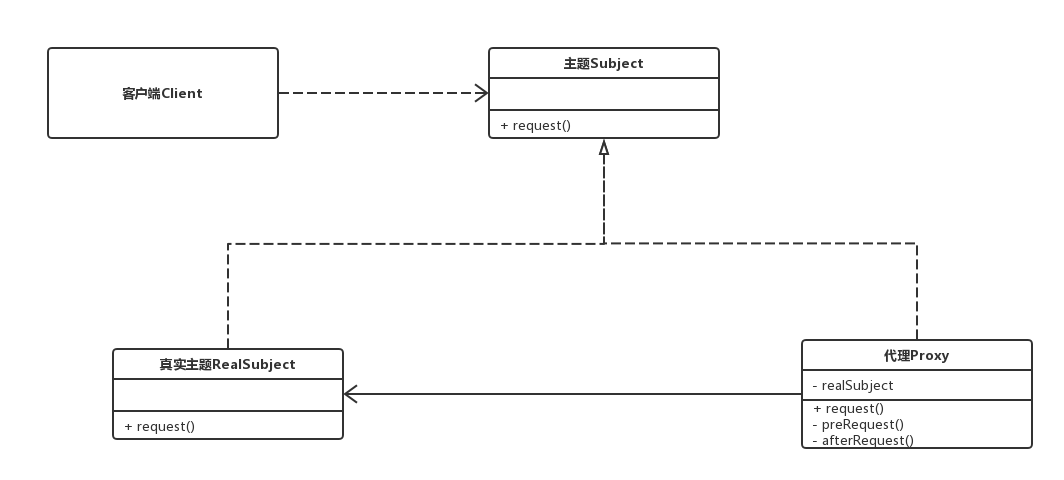 客户端Client
主题Subject
+ request()
真实主题RealSubject
+ request()
代理Proxy
- realSubject
+ request()
- preRequest()
- afterRequest()